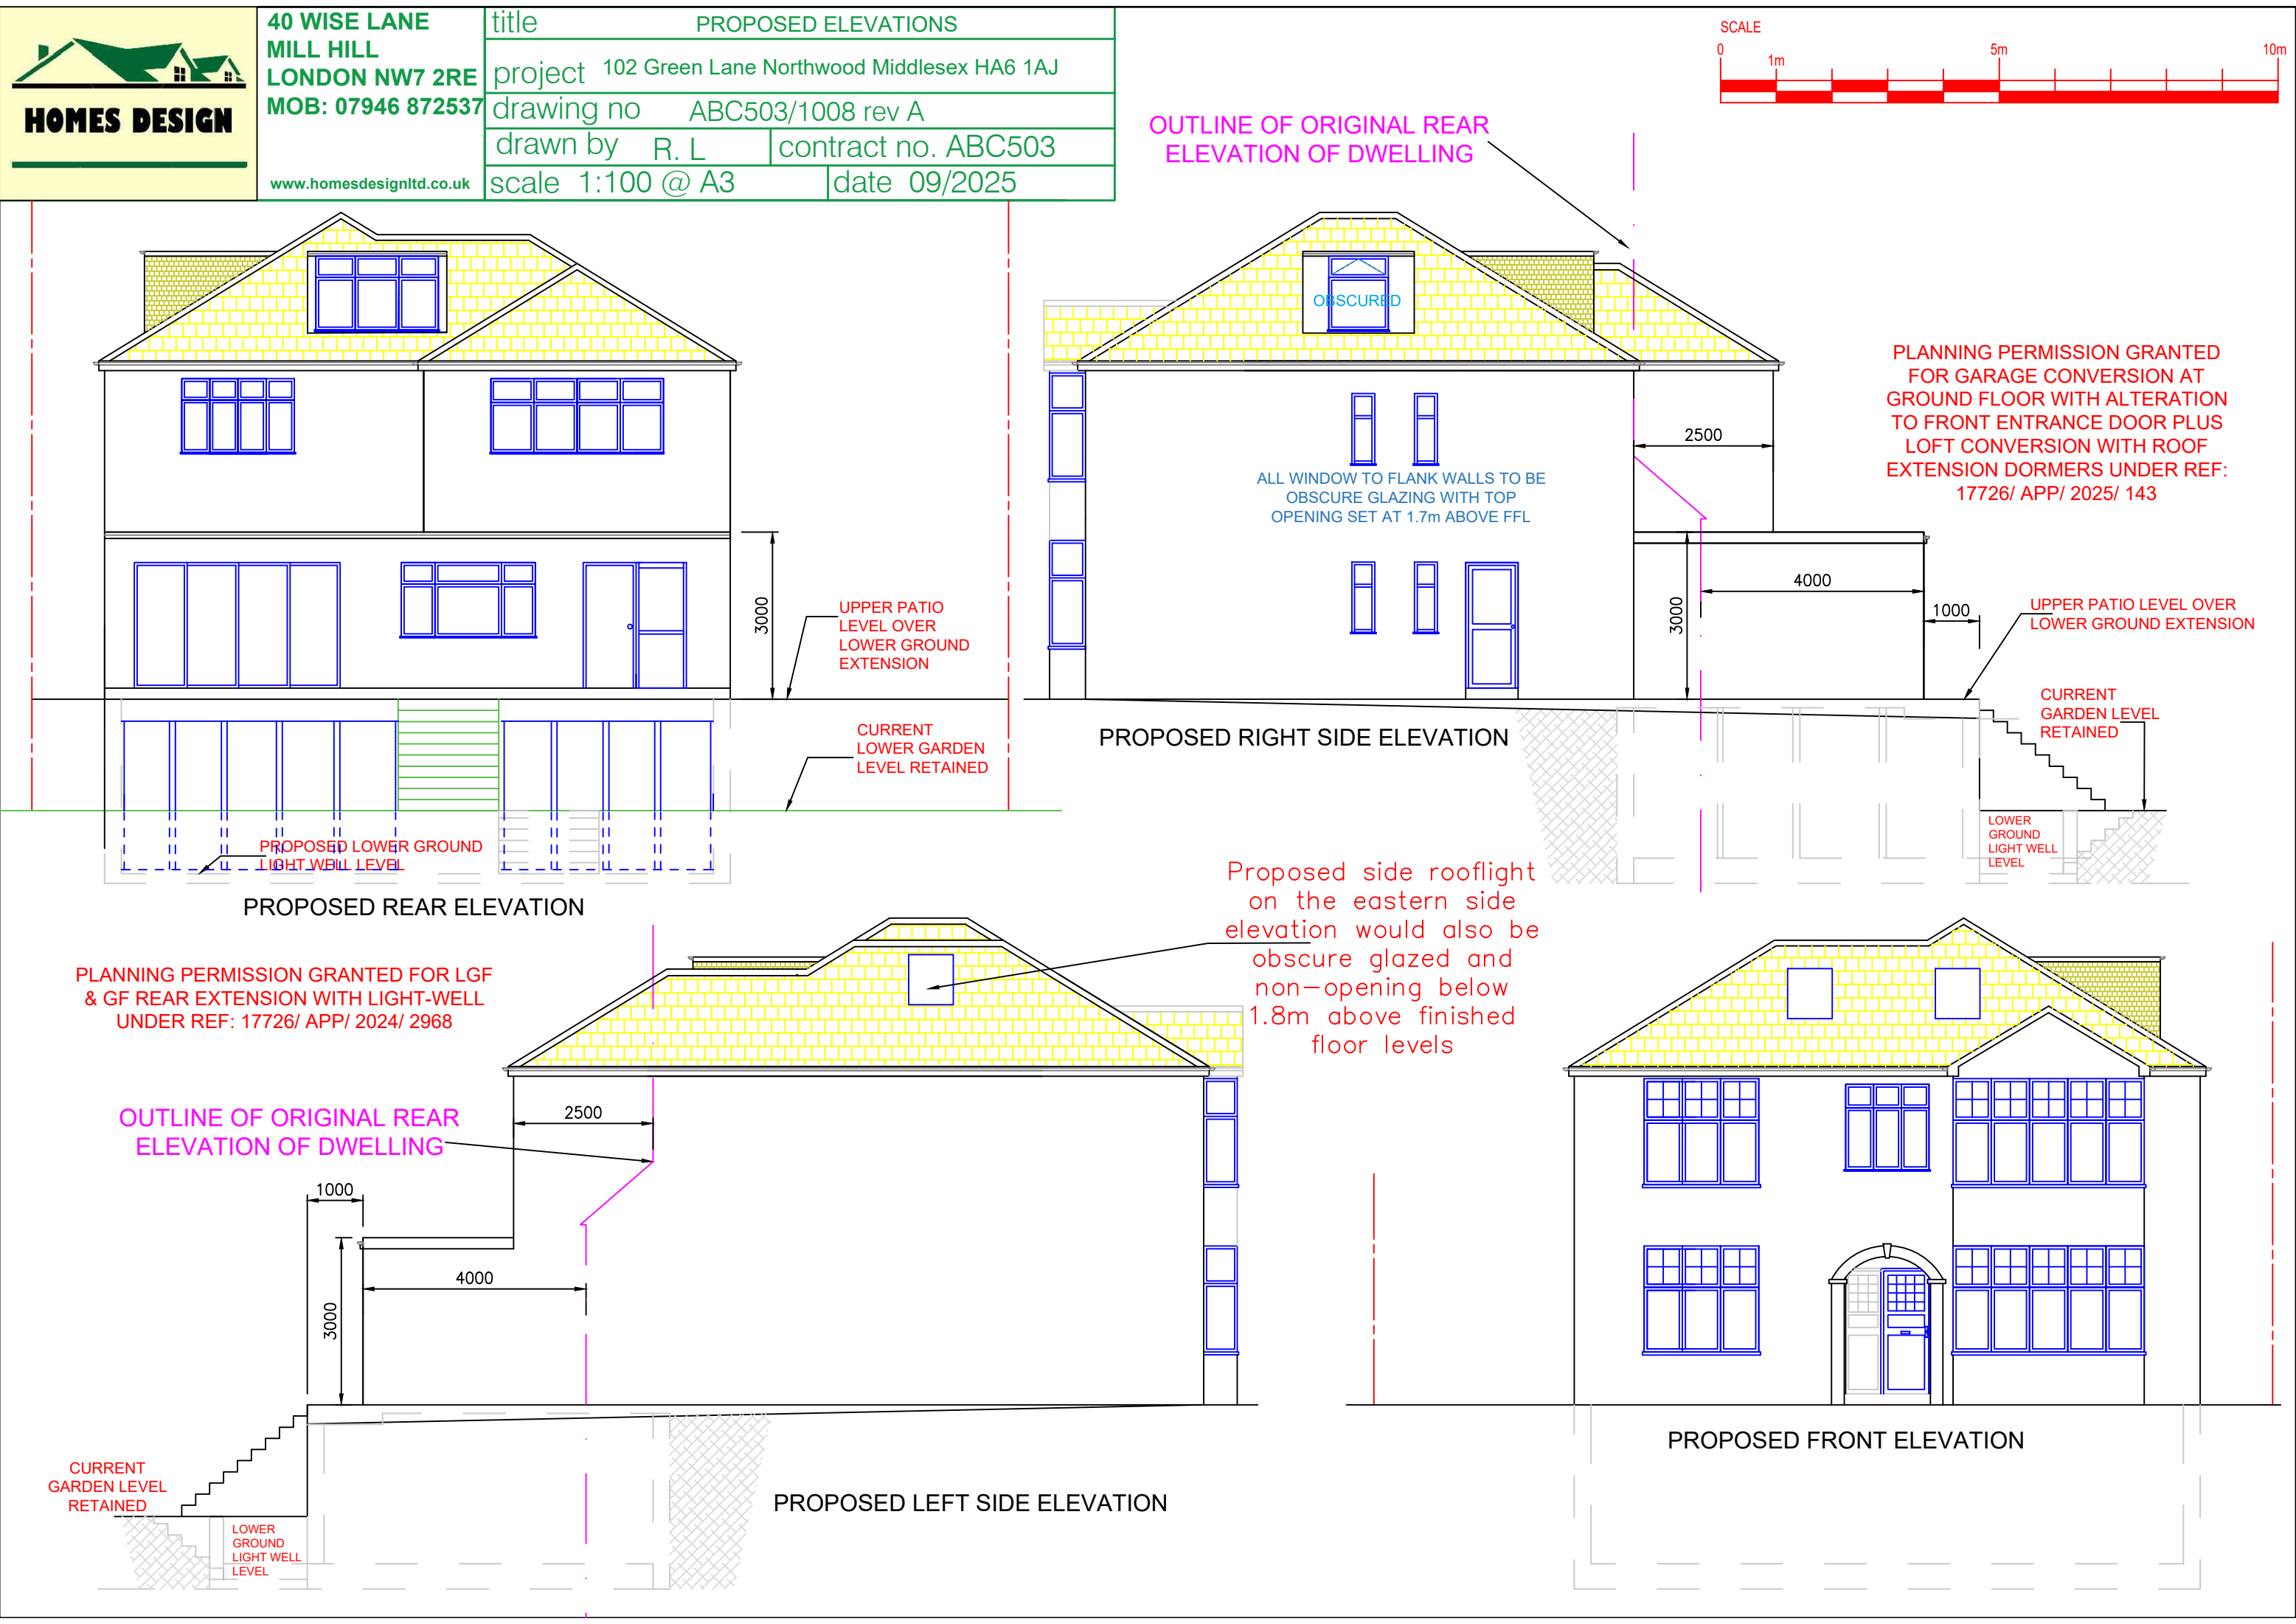 HOMES DESIGN
40 WISE LANE
MILL HILL
LONDON NW7 2RE
MOB: 07946 872537
www.homesdesignltd.co.uk
title PROPOSED ELEVATIONS
project 102 Green Lane Northwood Middlesex HA6 1AJ
drawing no ABC503/1008 rev A
drawn by R. L contract no. ABC503
scale 1:100 @ A3 date 09/2025
SCALE
0 1m 5m 10m
OUTLINE OF ORIGINAL REAR
ELEVATION OF DWELLING
OBSCURED
ALL WINDOW TO FLANK WALLS TO BE
OBSCURE GLAZING WITH TOP
OPENING SET AT 1.7m ABOVE FFL
2500
3000
4000
1000
PLANNING PERMISSION GRANTED
FOR GARAGE CONVERSION AT
GROUND FLOOR WITH ALTERATION
TO FRONT ENTRANCE DOOR PLUS
LOFT CONVERSION WITH ROOF
EXTENSION DORMERS UNDER REF:
17726/ APP/ 2025/ 143
UPPER PATIO LEVEL OVER
LOWER GROUND EXTENSION
CURRENT
GARDEN LEVEL
RETAINED
LOWER
GROUND
LIGHT WELL
LEVEL
PROPOSED RIGHT SIDE ELEVATION
3000
UPPER PATIO
LEVEL OVER
LOWER GROUND
EXTENSION
CURRENT
LOWER GARDEN
LEVEL RETAINED
PROPOSED LOWER GROUND
LIGHT WELL LEVEL
PROPOSED REAR ELEVATION
PLANNING PERMISSION GRANTED FOR LGF
& GF REAR EXTENSION WITH LIGHT-WELL
UNDER REF: 17726/ APP/ 2024/ 2968
Proposed side rooflight
on the eastern side
elevation would also be
obscure glazed and
non-opening below
1.8m above finished
floor levels
OUTLINE OF ORIGINAL REAR
ELEVATION OF DWELLING
2500
1000
4000
3000
CURRENT
GARDEN LEVEL
RETAINED
LOWER
GROUND
LIGHT WELL
LEVEL
PROPOSED LEFT SIDE ELEVATION
PROPOSED FRONT ELEVATION